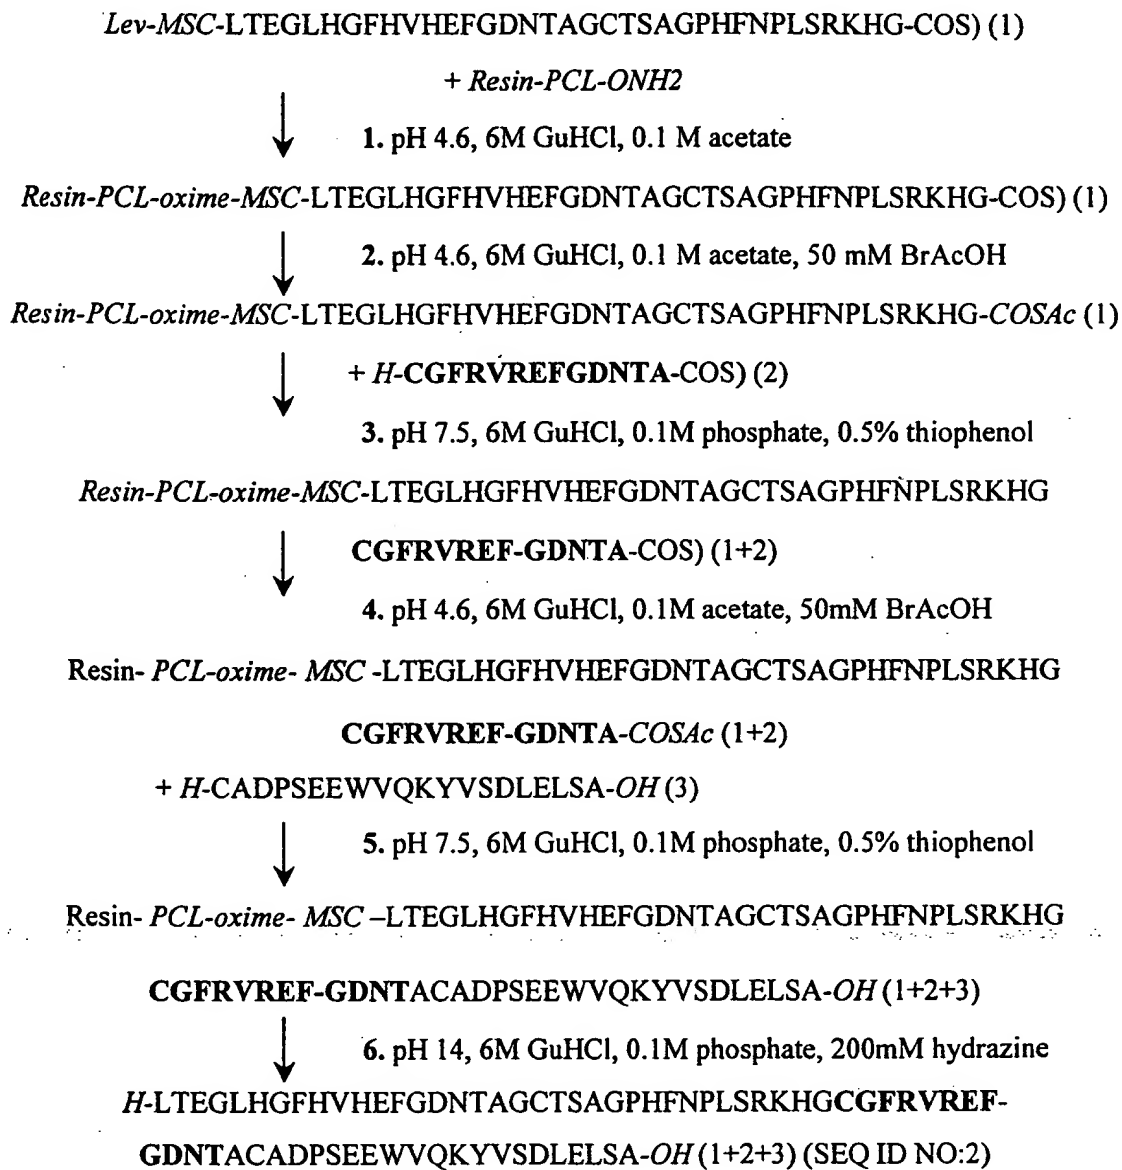 Lev-MSC-LTEGLHGFHVHEFGDNTAGCTSAGPHFNPLSRKHG-COS) (1)
+ Resin-PCL-ONH2
1. pH 4.6, 6M GuHCl, 0.1 M acetate
Resin-PCL-oxime-MSC-LTEGLHGFHVHEFGDNTAGCTSAGPHFNPLSRKHG-COS) (1)
2. pH 4.6, 6M GuHCl, 0.1 M acetate, 50 mM BrAcOH
Resin-PCL-oxime-MSC-LTEGLHGFHVHEFGDNTAGCTSAGPHFNPLSRKHG-COSAc (1)
+ H-CGFRVREFGDNTA-COS) (2)
3. pH 7.5, 6M GuHCl, 0.1M phosphate, 0.5% thiophenol
Resin-PCL-oxime-MSC-LTEGLHGFHVHEFGDNTAGCTSAGPHFNPLSRKHG
CGFRVREF-GDNTA-COS) (1+2)
4. pH 4.6, 6M GuHCl, 0.1M acetate, 50mM BrAcOH
Resin- PCL-oxime- MSC -LTEGLHGFHVHEFGDNTAGCTSAGPHFNPLSRKHG
CGFRVREF-GDNTA-COSAc (1+2)
+ H-CADPSEEWVQKYVSDLELSA-OH (3)
5. pH 7.5, 6M GuHCl, 0.1M phosphate, 0.5% thiophenol
Resin- PCL-oxime- MSC –LTEGLHGFHVHEFGDNTAGCTSAGPHFNPLSRKHG
CGFRVREF-GDNTACADPSEEWVQKYVSDLELSA-OH (1+2+3)
6. pH 14, 6M GuHCl, 0.1M phosphate, 200mM hydrazine
H-LTEGLHGFHVHEFGDNTAGCTSAGPHFNPLSRKHGCGFRVREF-
GDNTACADPSEEWVQKYVSDLELSA-OH (1+2+3) (SEQ ID NO:2)